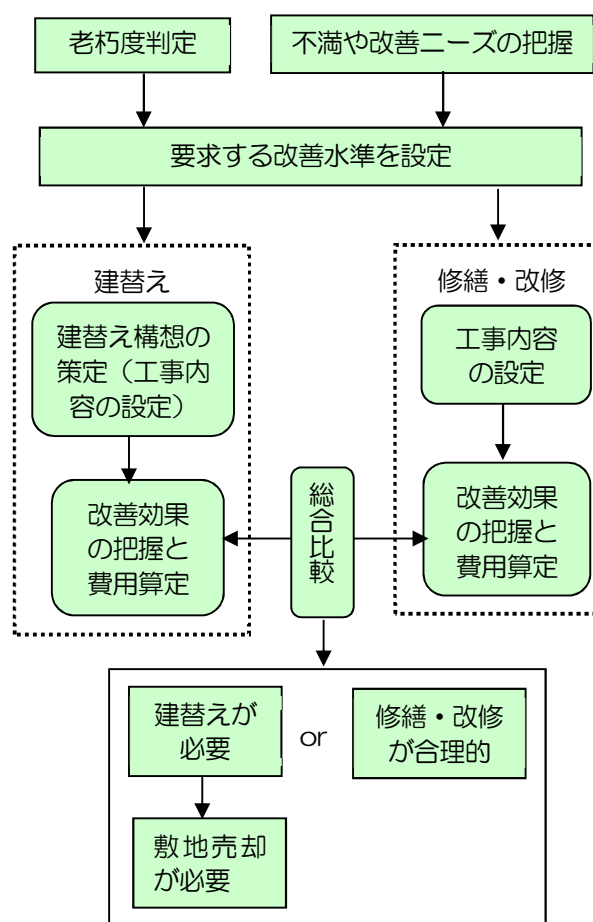 老朽度判定
不満や改善ニーズの把握
要求する改善水準を設定
建替え
建替え構想の
策定（工事内
容の設定）
改善効果
の把握と
費用算定
総合比較
修繕・改修
工事内容
の設定
改善効果
の把握と
費用算定
建替えが
必要
or
修繕・改修
が合理的
敷地売却
が必要